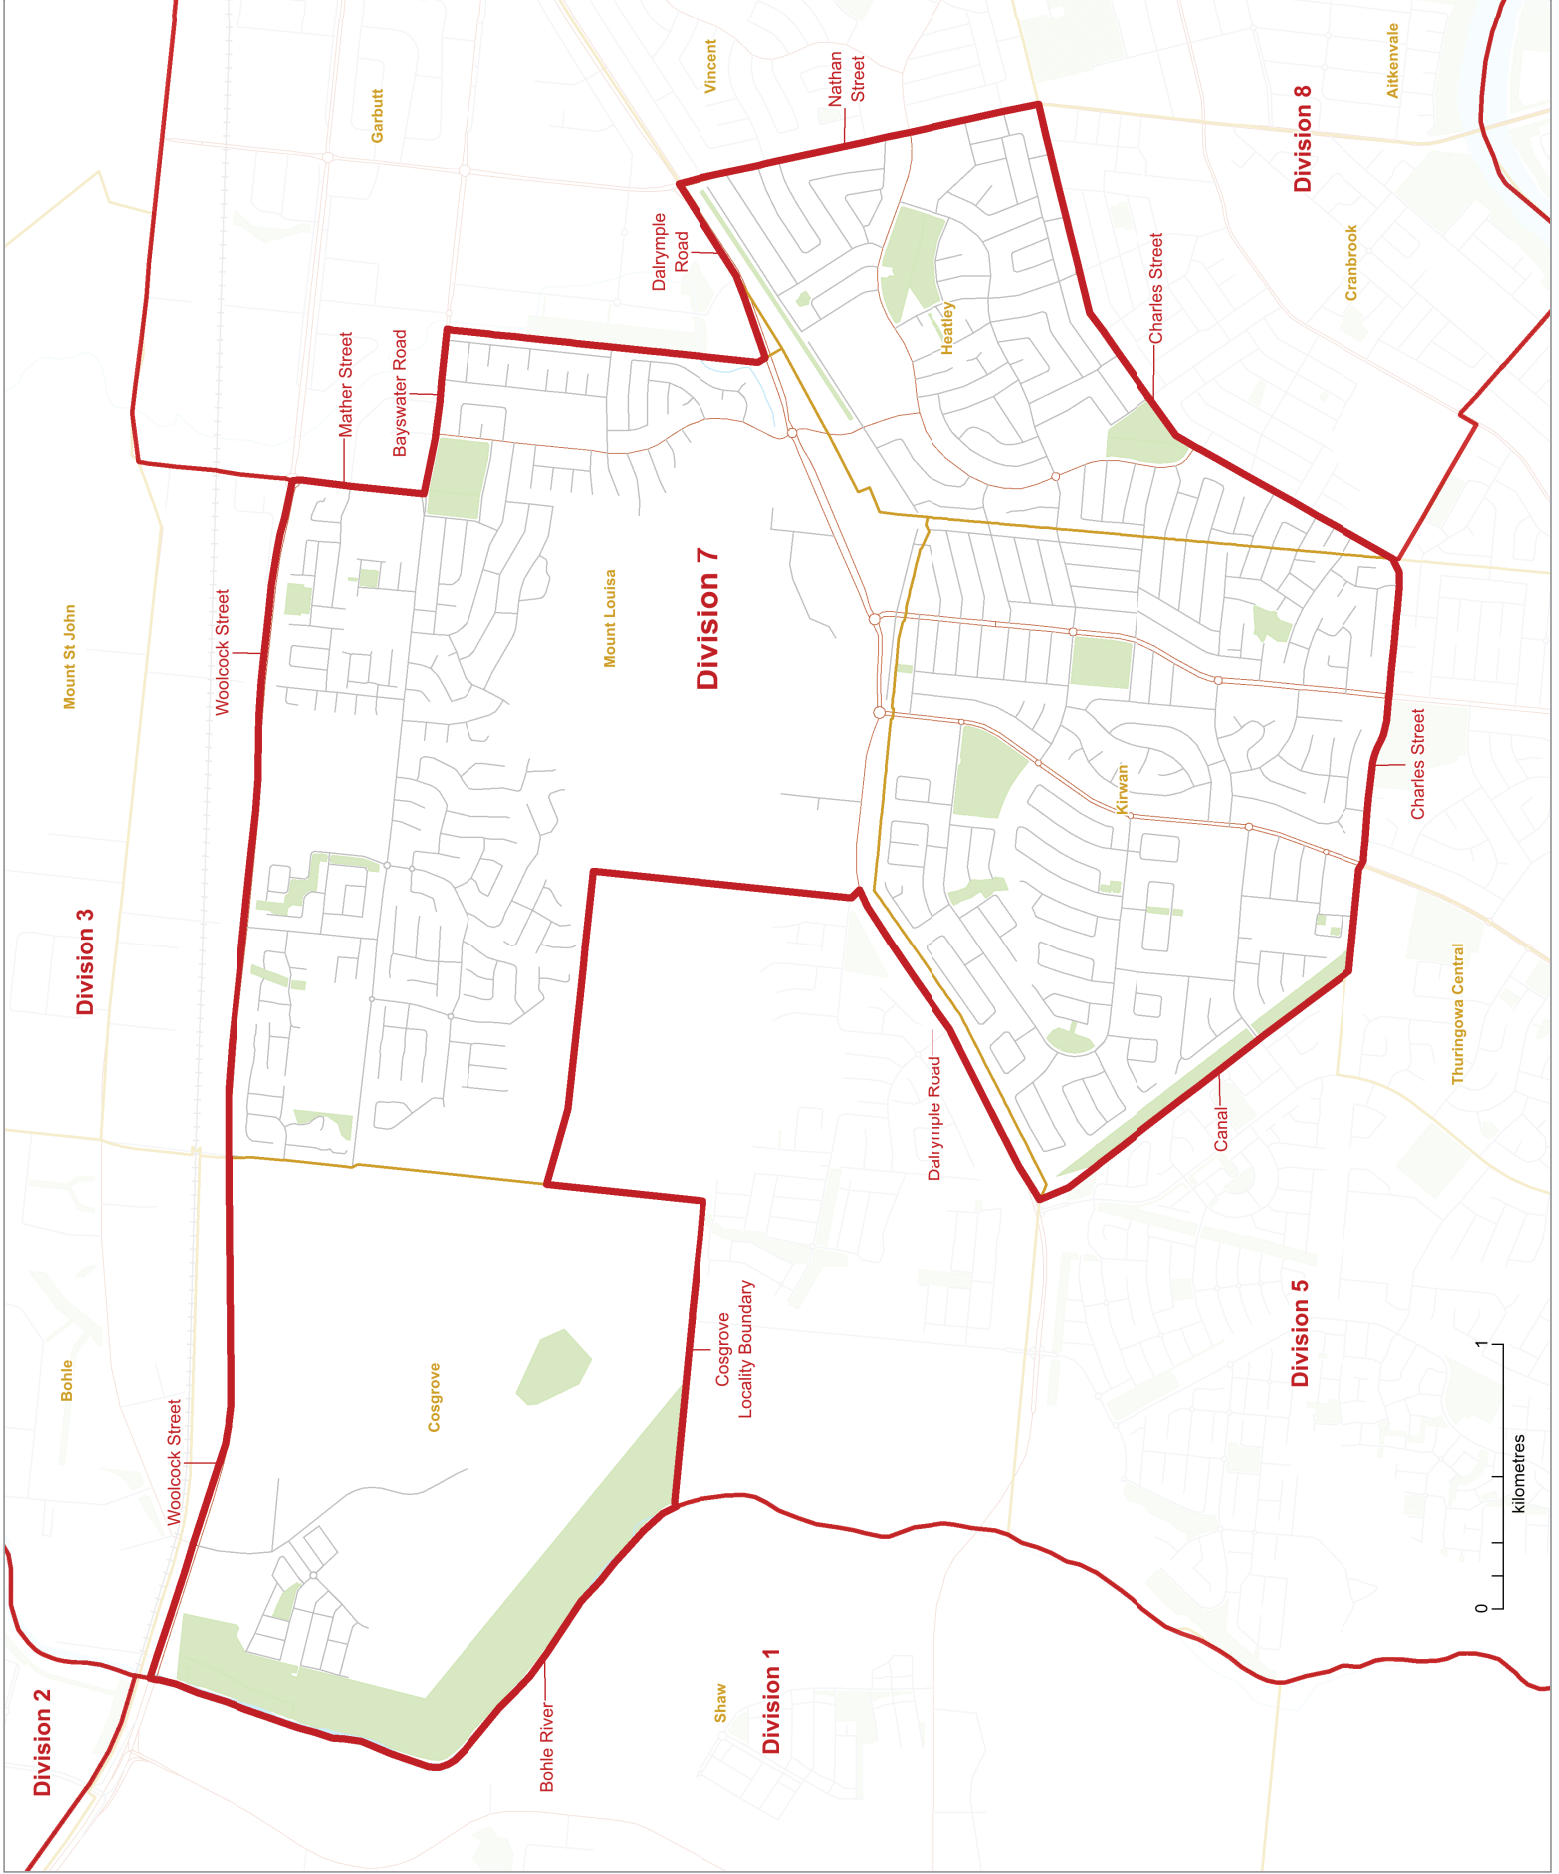 Division 2
Bohle
Division 3
Mount St John
Woolcock Street
Woolcock Street
Mather Street
Bayswater Road
Garbutt
Cosgrove
Bohle River
Mount Louisa
Division 7
Dalrymple
Road
Vincent
Nathan
Street
Shaw
Division 1
Cosgrove
Locality Boundary
Dalrymple Road
Heatley
Kirwan
Charles Street
Canal
Division 5
Division 8
Cranbrook
Aitkenvale
Charles Street
Thuringowa Central
0
1
kilometres